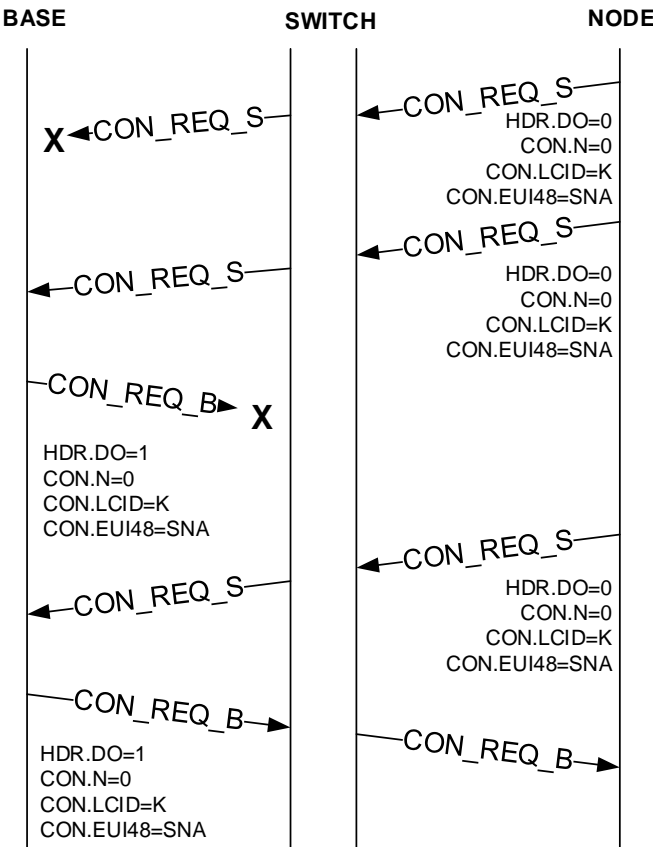 BASE
SWITCH
NODE
CON_REQ_S
HDR.DO=0
CON.N=0
CON.LCID=K
CON.EUI48=SNA
X
CON_REQ_S
CON_REQ_S
HDR.DO=0
CON.N=0
CON.LCID=K
CON.EUI48=SNA
CON_REQ_S
CON_REQ_B
X
HDR.DO=1
CON.N=0
CON.LCID=K
CON.EUI48=SNA
CON_REQ_S
HDR.DO=0
CON.N=0
CON.LCID=K
CON.EUI48=SNA
CON_REQ_S
CON_REQ_B
HDR.DO=1
CON.N=0
CON.LCID=K
CON.EUI48=SNA
CON_REQ_B